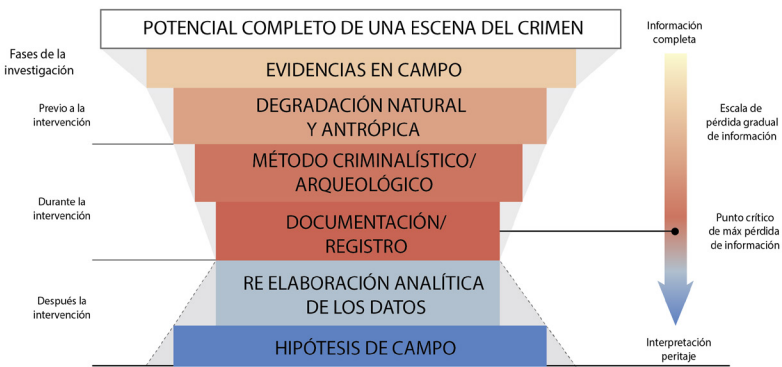 POTENCIAL COMPLETO DE UNA ESCENA DEL CRIMEN
Información
completa
Fases de la
investigación
EVIDENCIAS EN CAMPO
Previo a la
intervención
DEGRADACIÓN NATURAL
Y ANTRÓPICA
Escala de
pérdida gradual
de información
MÉTODO CRIMINALÍSTICO/
ARQUEOLÓGICO
Durante la
intervención
DOCUMENTACIÓN/
REGISTRO
Punto crítico
de máx pérdida
de información
Después la
intervención
RE ELABORACIÓN ANALÍTICA
DE LOS DATOS
HIPÓTESIS DE CAMPO
Interpretación
peritaje